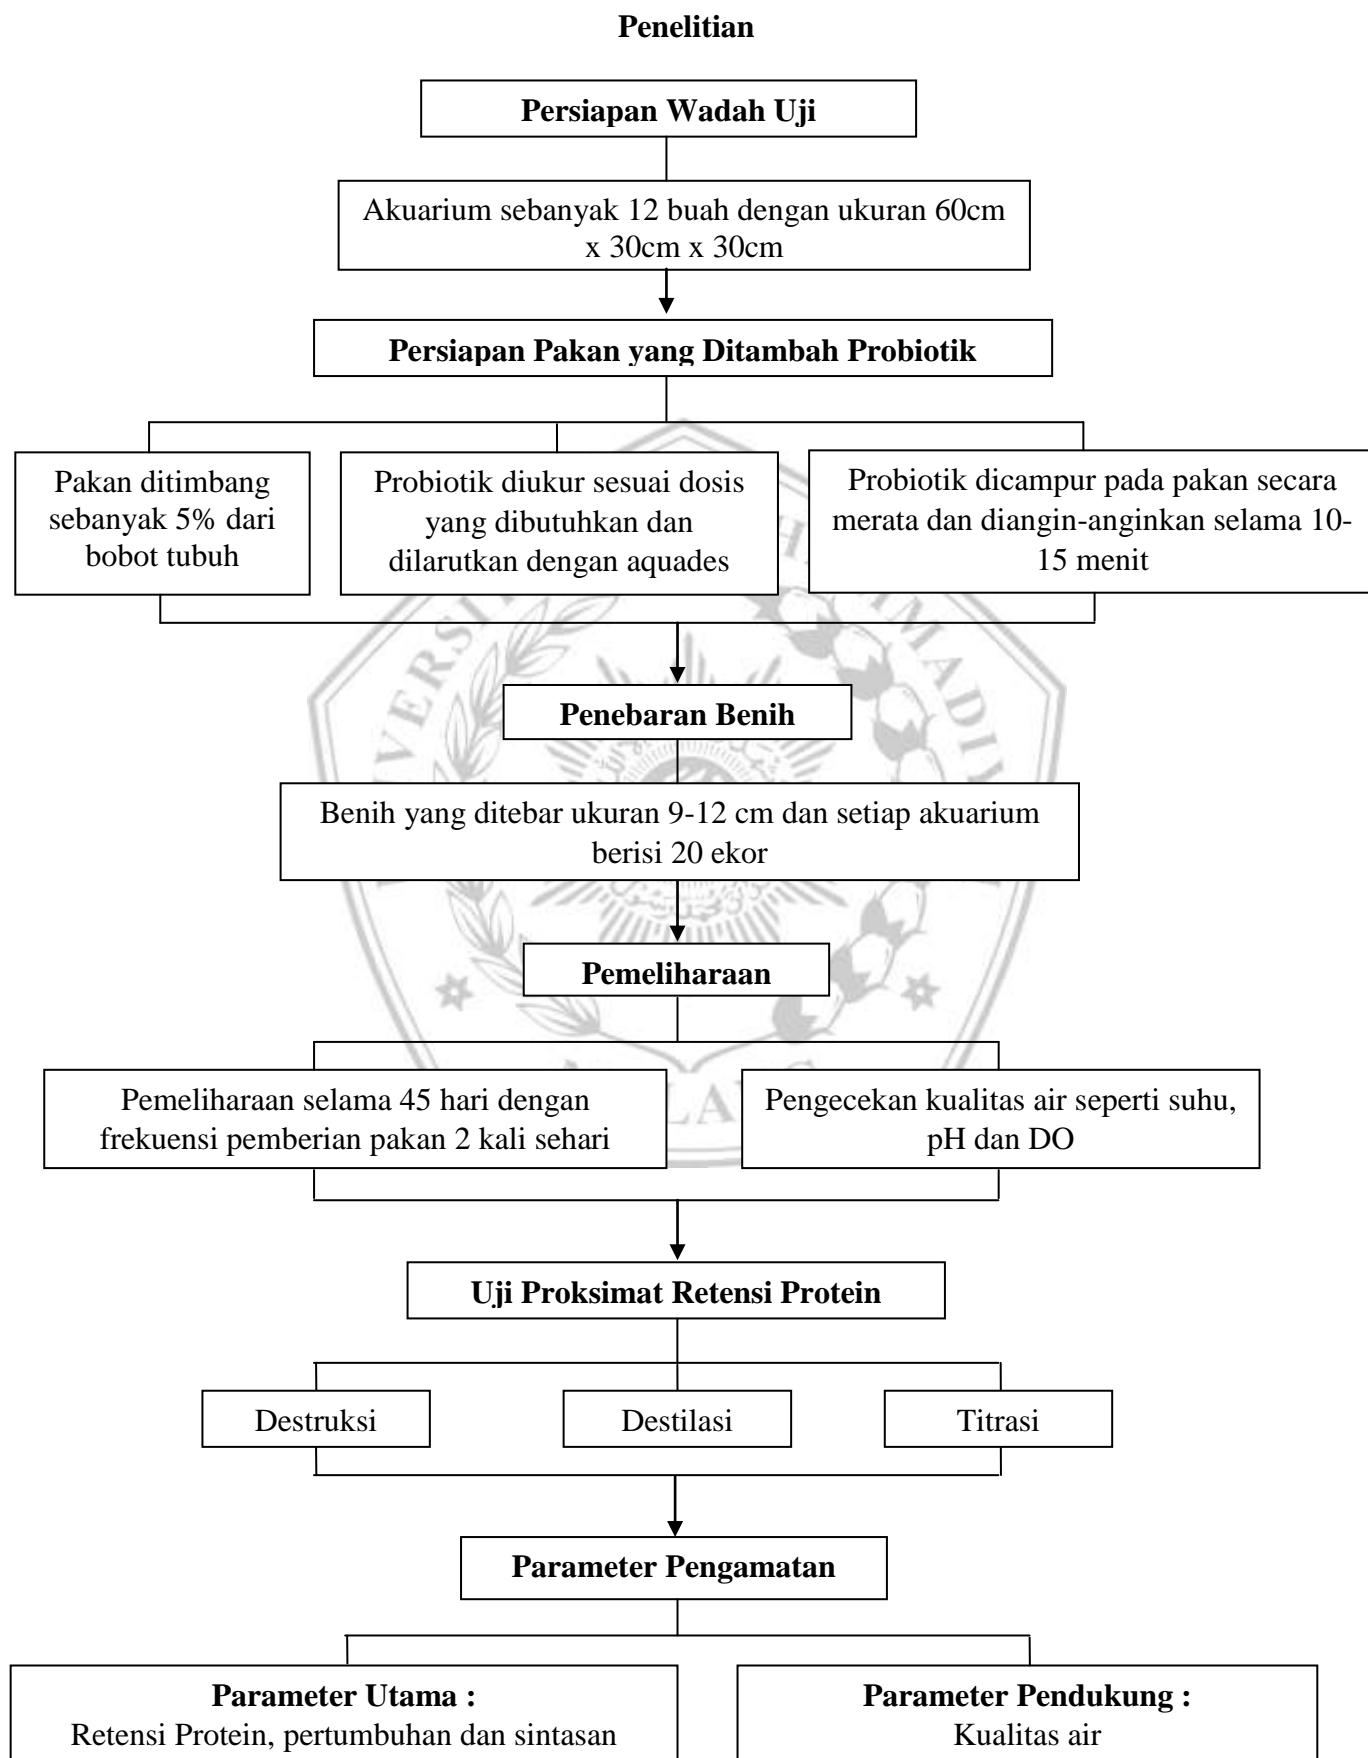 Penelitian
Persiapan Wadah Uji
Akuarium sebanyak 12 buah dengan ukuran 60cm
x 30cm x 30cm
Persiapan Pakan yang Ditambah Probiotik
Pakan ditimbang
sebanyak 5% dari
bobot tubuh
Probiotik diukur sesuai dosis
yang dibutuhkan dan
dilarutkan dengan aquades
Probiotik dicampur pada pakan secara
merata dan diangin-anginkan selama 10-
15 menit
Penebaran Benih
Benih yang ditebar ukuran 9-12 cm dan setiap akuarium
berisi 20 ekor
Pemeliharaan
Pemeliharaan selama 45 hari dengan
frekuensi pemberian pakan 2 kali sehari
Pengecekan kualitas air seperti suhu,
pH dan DO
Uji Proksimat Retensi Protein
Destruksi
Destilasi
Titrasi
Parameter Pengamatan
Parameter Utama :
Retensi Protein, pertumbuhan dan sintasan
Parameter Pendukung :
Kualitas air